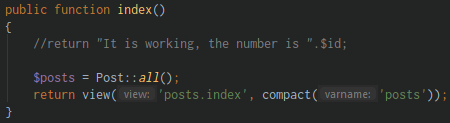 public function index()
{
//return "It is working, the number is ".$id;
$posts = Post::all();
return view( view: 'posts.index', compact( varname: 'posts'));
}